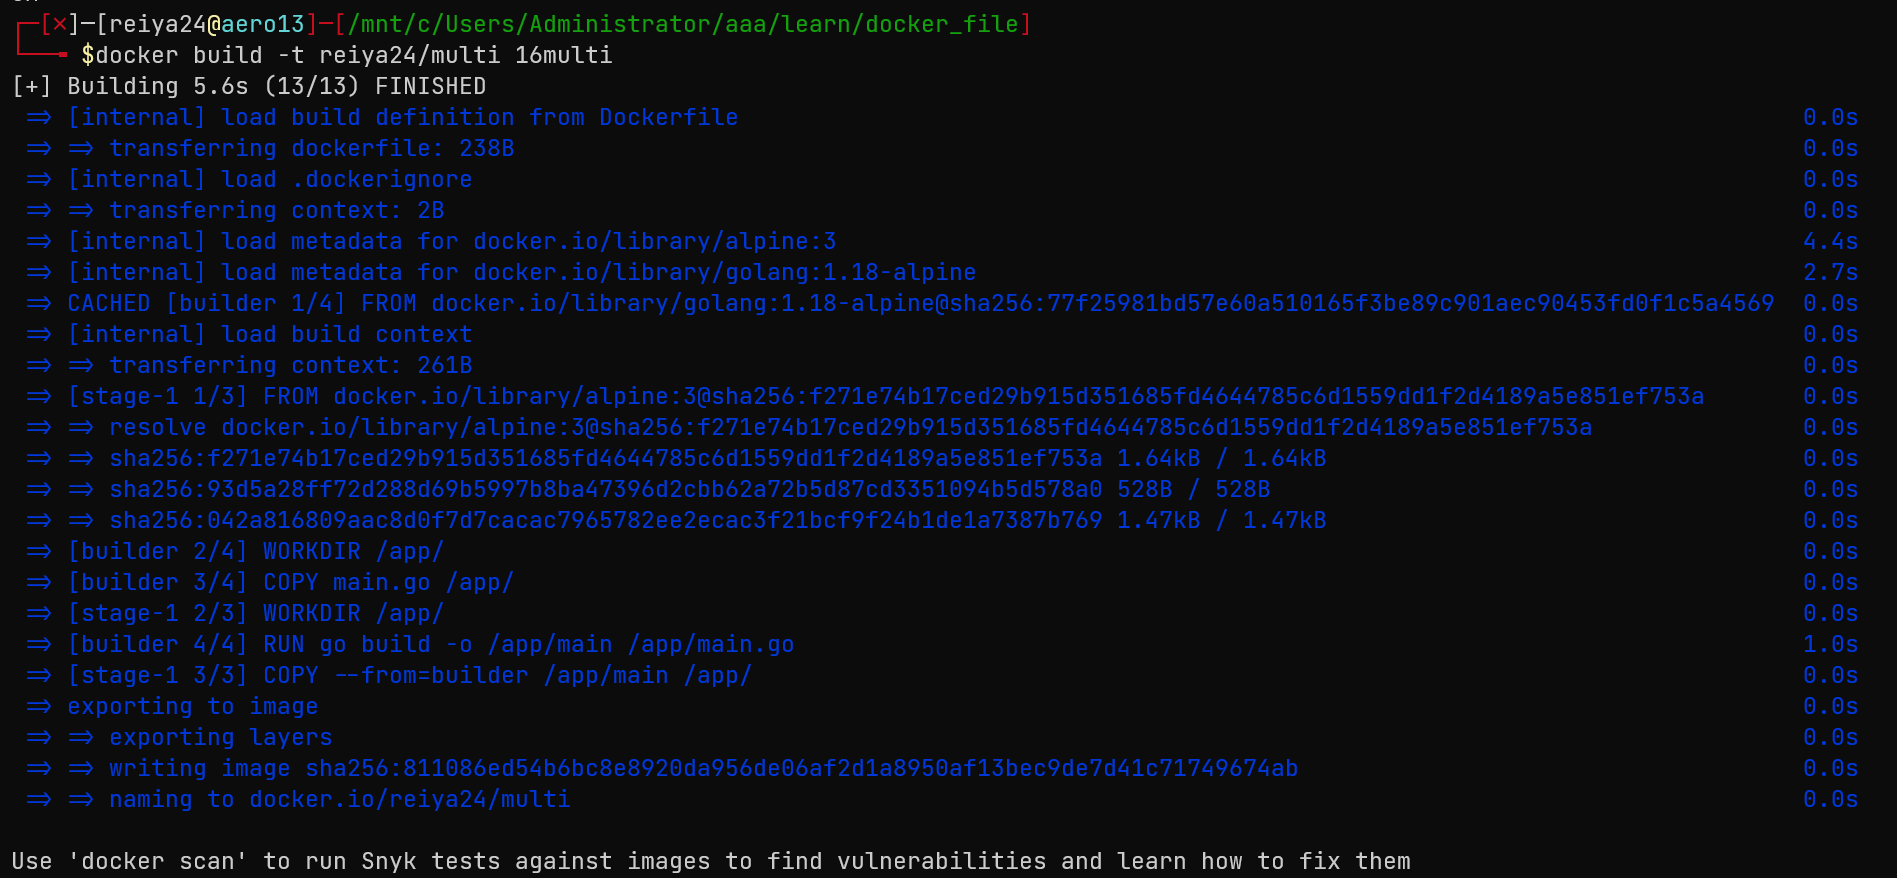 ┌─[✗]─[reiya24@aero13]─[/mnt/c/Users/Administrator/aaa/learn/docker_file]
└──╼ $docker build -t reiya24/multi 16multi
[+] Building 5.6s (13/13) FINISHED
=> [internal] load build definition from Dockerfile 0.0s
=> => transferring dockerfile: 238B 0.0s
=> [internal] load .dockerignore 0.0s
=> => transferring context: 2B 0.0s
=> [internal] load metadata for docker.io/library/alpine:3 4.4s
=> [internal] load metadata for docker.io/library/golang:1.18-alpine 2.7s
=> CACHED [builder 1/4] FROM docker.io/library/golang:1.18-alpine@sha256:77f25981bd57e60a510165f3be89c901aec90453fd0f1c5a4569 0.0s
=> [internal] load build context 0.0s
=> => transferring context: 261B 0.0s
=> [stage-1 1/3] FROM docker.io/library/alpine:3@sha256:f271e74b17ced29b915d351685fd4644785c6d1559dd1f2d4189a5e851ef753a 0.0s
=> => resolve docker.io/library/alpine:3@sha256:f271e74b17ced29b915d351685fd4644785c6d1559dd1f2d4189a5e851ef753a 0.0s
=> => sha256:f271e74b17ced29b915d351685fd4644785c6d1559dd1f2d4189a5e851ef753a 1.64kB / 1.64kB 0.0s
=> => sha256:93d5a28ff72d288d69b5997b8ba47396d2cbb62a72b5d87cd3351094b5d578a0 528B / 528B 0.0s
=> => sha256:042a816809aac8d0f7d7cacac7965782ee2ecac3f21bcf9f24b1de1a7387b769 1.47kB / 1.47kB 0.0s
=> [builder 2/4] WORKDIR /app/ 0.0s
=> [builder 3/4] COPY main.go /app/ 0.0s
=> [stage-1 2/3] WORKDIR /app/ 0.0s
=> [builder 4/4] RUN go build -o /app/main /app/main.go 1.0s
=> [stage-1 3/3] COPY --from=builder /app/main /app/ 0.0s
=> exporting to image 0.0s
=> => exporting layers 0.0s
=> => writing image sha256:811086ed54b6bc8e8920da956de06af2d1a8950af13bec9de7d41c71749674ab 0.0s
=> => naming to docker.io/reiya24/multi 0.0s
Use 'docker scan' to run Snyk tests against images to find vulnerabilities and learn how to fix them